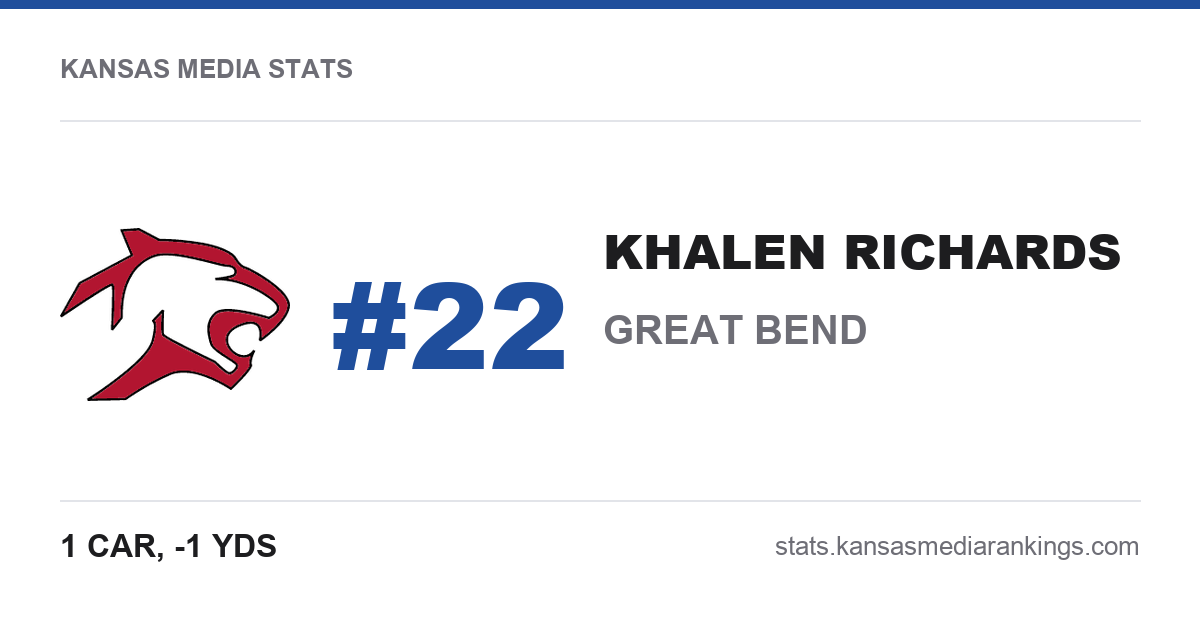 KANSAS MEDIA STATS
#22
KHALEN RICHARDS
GREAT BEND
1 CAR, -1 YDS
stats.kansasmediarankings.com